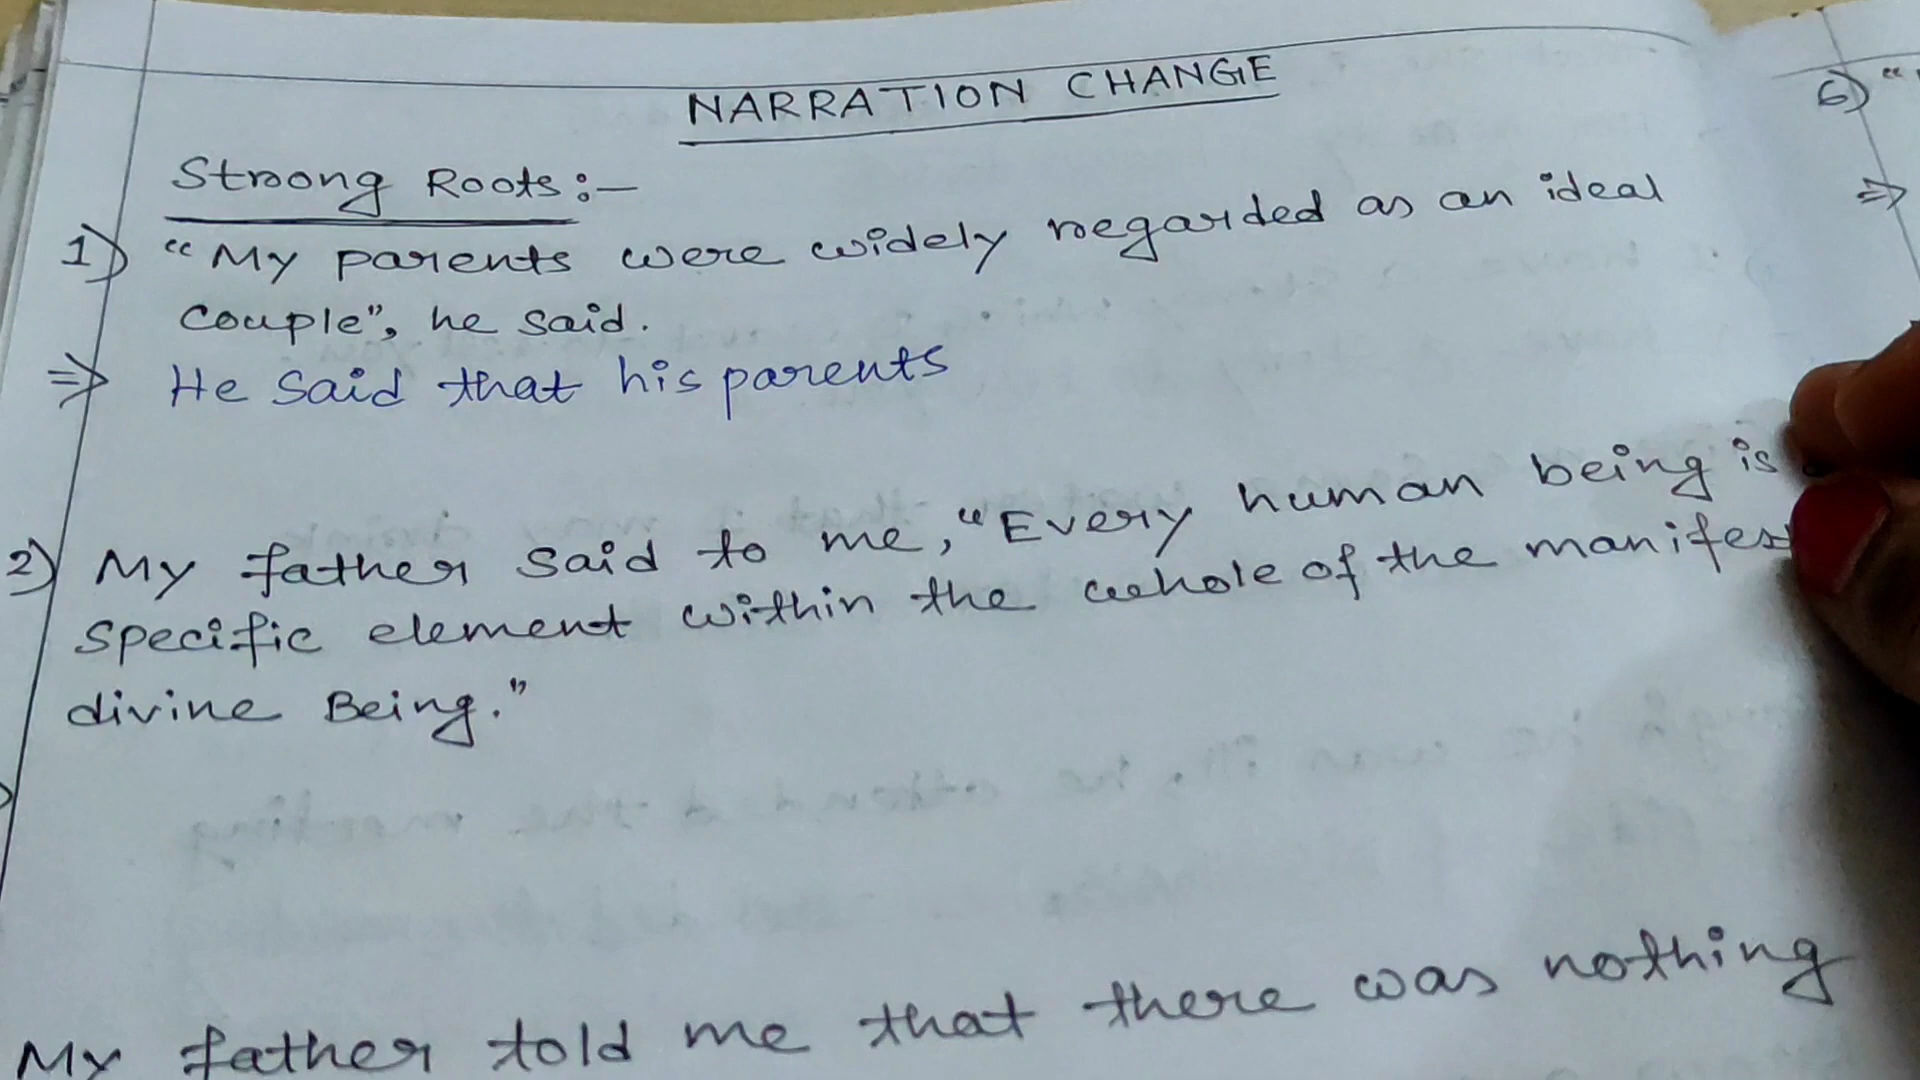 NARRATION CHANGE
Strong Roots:-
1) "My parents were widely regarded as an ideal
couple", he said.
⇒ He said that his parents
2) My father said to me, "Every human being is
specific element within the whole of the manifest
divine Being."
My father told me that there was nothing
6) "
⇒